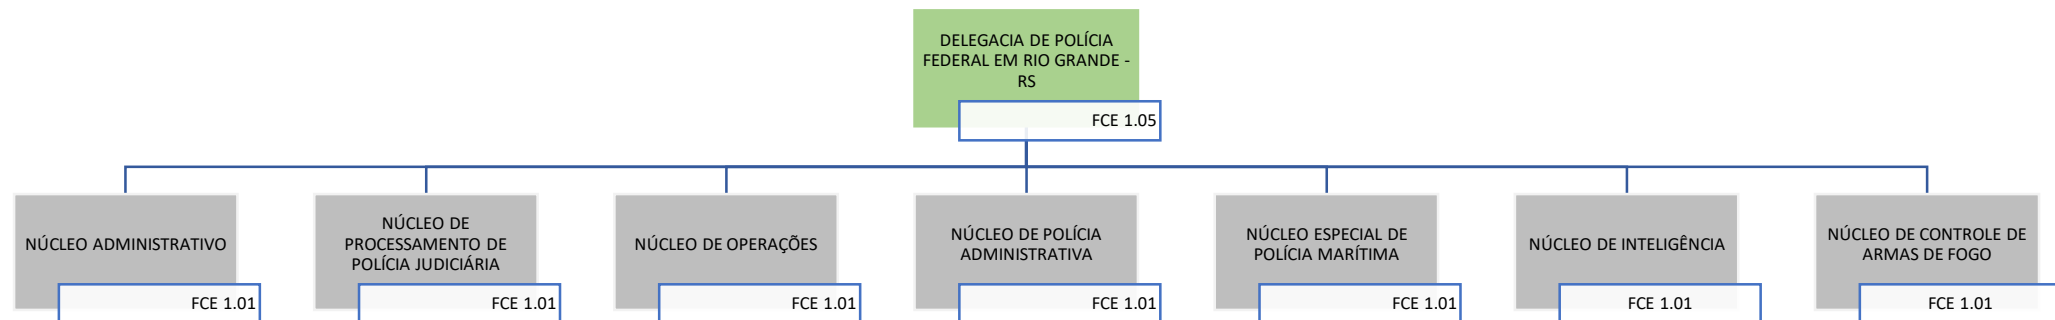 DELEGACIA DE POLÍCIA
FEDERAL EM RIO GRANDE -
RS
FCE 1.05
NÚCLEO ADMINISTRATIVO
FCE 1.01
NÚCLEO DE
PROCESSAMENTO DE
POLÍCIA JUDICIÁRIA
FCE 1.01
NÚCLEO DE OPERAÇÕES
FCE 1.01
NÚCLEO DE POLÍCIA
ADMINISTRATIVA
FCE 1.01
NÚCLEO ESPECIAL DE
POLÍCIA MARÍTIMA
FCE 1.01
NÚCLEO DE INTELIGÊNCIA
FCE 1.01
NÚCLEO DE CONTROLE DE
ARMAS DE FOGO
FCE 1.01